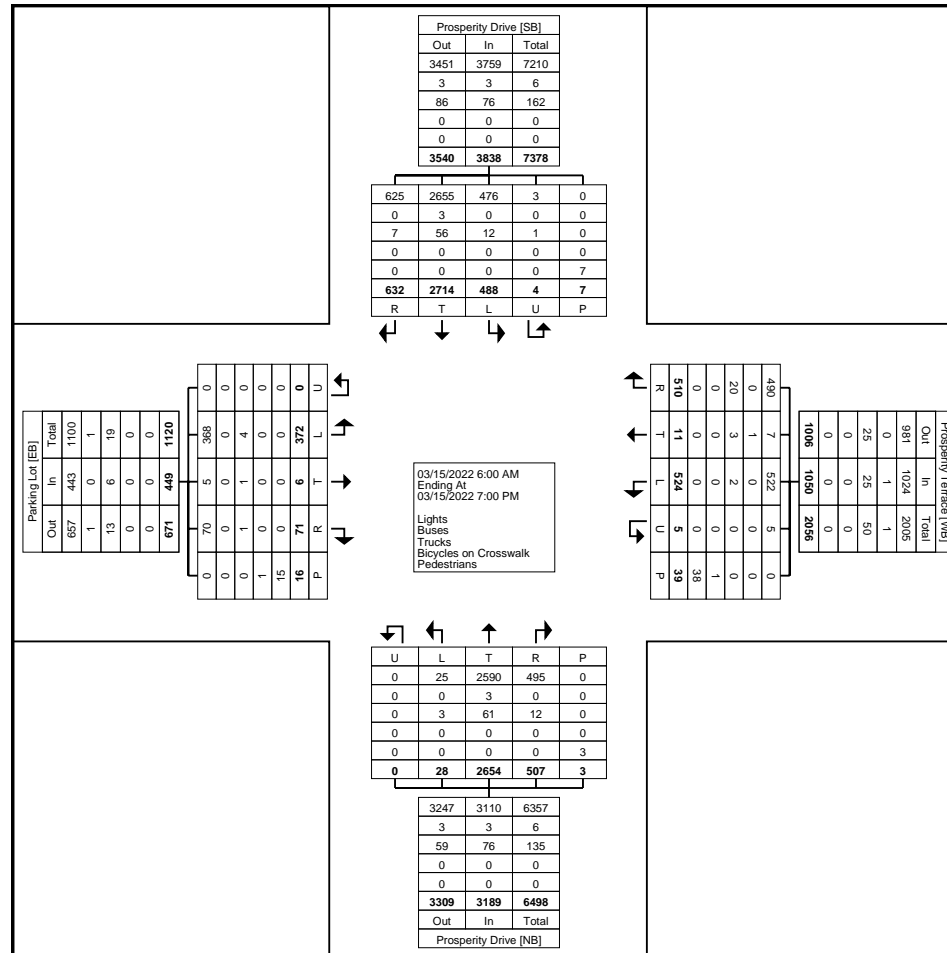 Prosperity Drive [SB]
Out In Total
3451 3759 7210
3 3 6
86 76 162
0 0 0
0 0 0
3540 3838 7378
625 2655 476 3 0
0 3 0 0 0
7 56 12 1 0
0 0 0 0 0
0 0 0 0 7
632 2714 488 4 7
R T L U P
Parking Lot [EB]
Out In Total
657 443 1100
1 0 1
13 6 19
0 0 0
0 0 0
671 449 1120
0 70 5 368 0
0 0 0 0 0
0 1 1 4 0
1 0 0 0 0
15 0 0 0 0
16 71 6 372 0
P R T L U
03/15/2022 6:00 AM
Ending At
03/15/2022 7:00 PM
Lights
Buses
Trucks
Bicycles on Crosswalk
Pedestrians
Prosperity Terrace [WB]
Out In Total
981 1024 2005
0 1 1
25 25 50
0 0 0
0 0 0
1006 1050 2056
490 7 522 5 0
0 1 0 0 0
20 3 2 0 0
0 0 0 0 1
0 0 0 0 38
510 11 524 5 39
R T L U P
U L T R P
0 25 2590 495 0
0 0 3 0 0
0 3 61 12 0
0 0 0 0 0
0 0 0 0 3
0 28 2654 507 3
3247 3110 6357
3 3 6
59 76 135
0 0 0
0 0 0
3309 3189 6498
Out In Total
Prosperity Drive [NB]